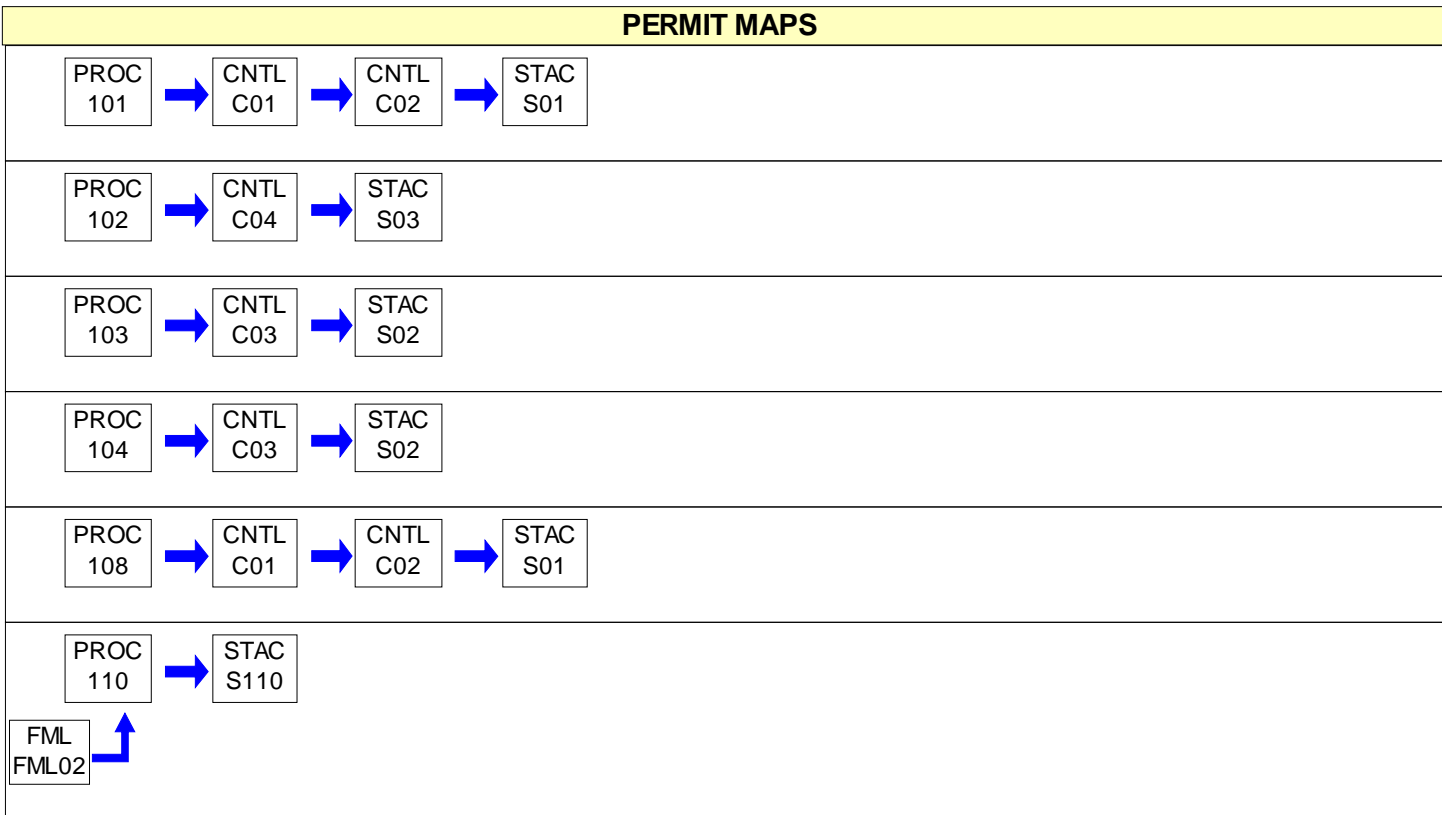 PERMIT MAPS
PROC CNTL CNTL STAC
101 C01 C02 S01
PROC CNTL STAC
102 C04 S03
PROC CNTL STAC
103 C03 S02
PROC CNTL STAC
104 C03 S02
PROC CNTL CNTL STAC
108 C01 C02 S01
PROC STAC
110 S110
FML
FML02